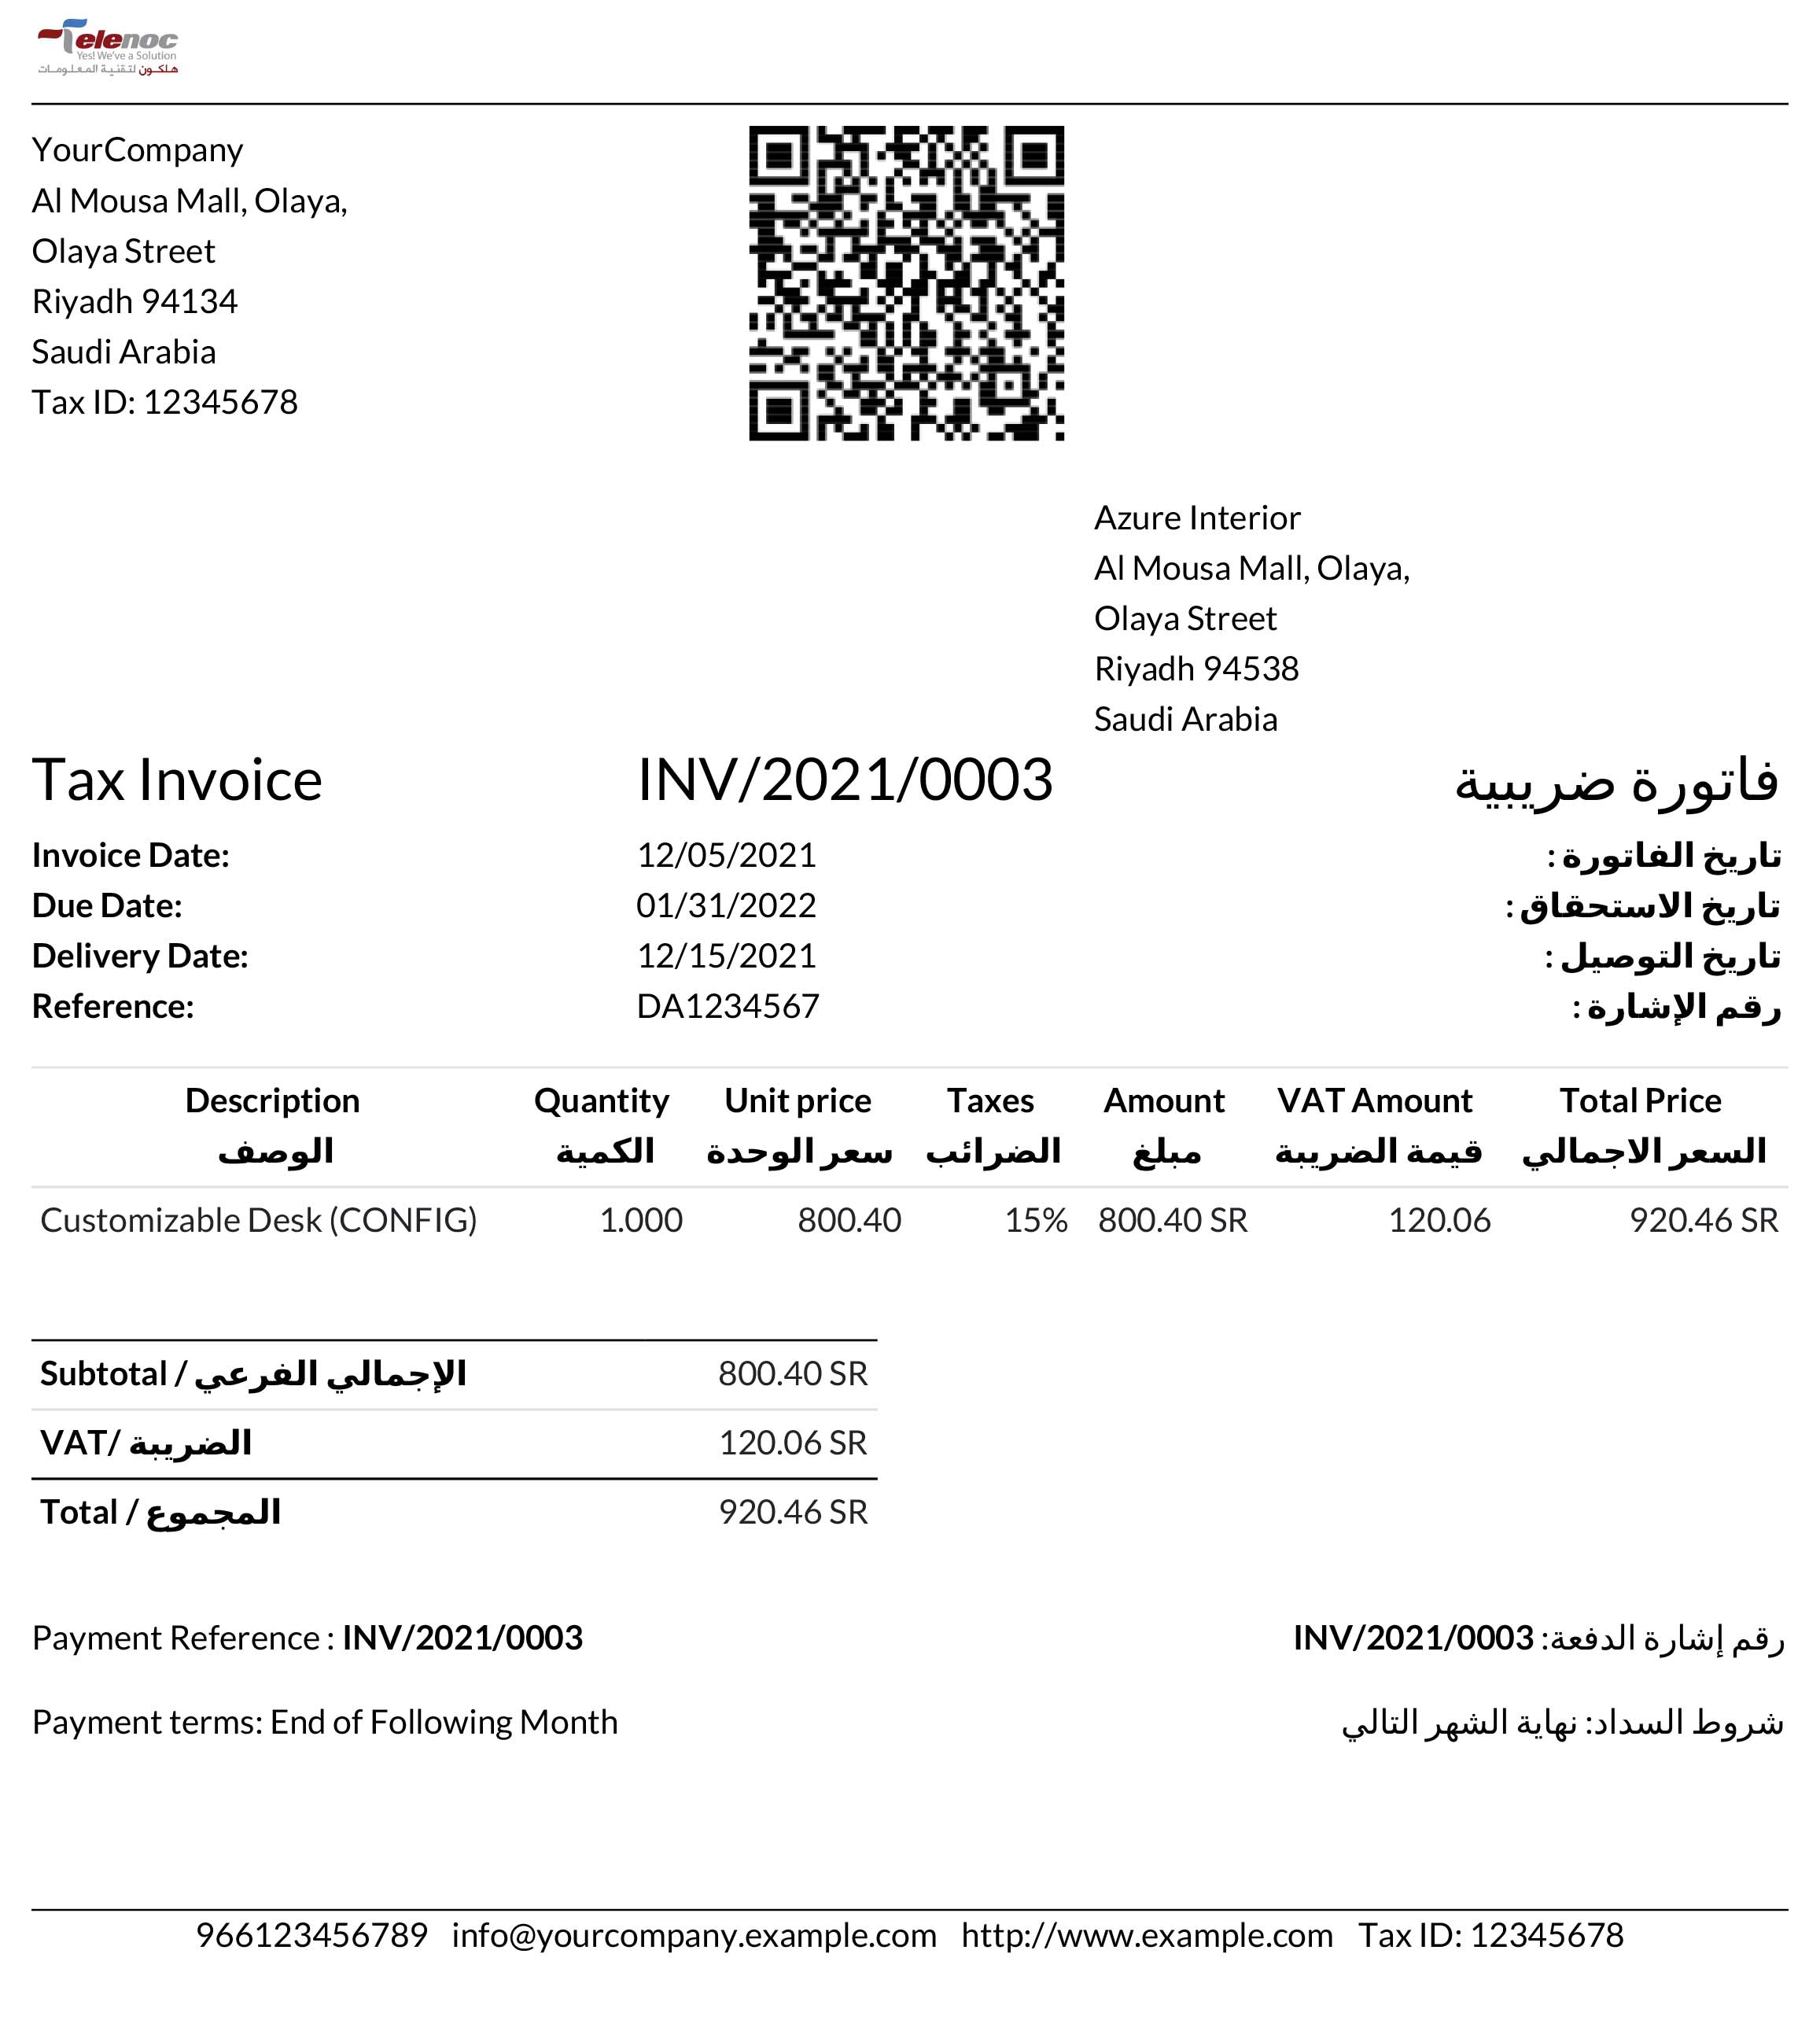 Telenoc
Yes! We've a Solution
هلكون لتقنية المعلومات
YourCompany
Al Mousa Mall, Olaya,
Olaya Street
Riyadh 94134
Saudi Arabia
Tax ID: 12345678
Azure Interior
Al Mousa Mall, Olaya,
Olaya Street
Riyadh 94538
Saudi Arabia
Tax Invoice INV/2021/0003 فاتورة ضريبية
Invoice Date: 12/05/2021 تاريخ الفاتورة :
Due Date: 01/31/2022 تاريخ الاستحقاق :
Delivery Date: 12/15/2021 تاريخ التوصيل :
Reference: DA1234567 رقم الإشارة :
Description Quantity Unit price Taxes Amount VAT Amount Total Price
الوصف الكمية سعر الوحدة الضرائب مبلغ قيمة الضريبة السعر الاجمالي
Customizable Desk (CONFIG) 1.000 800.40 15% 800.40 SR 120.06 920.46 SR
Subtotal / الإجمالي الفرعي 800.40 SR
VAT/ الضريبة 120.06 SR
Total / المجموع 920.46 SR
Payment Reference : INV/2021/0003 رقم إشارة الدفعة: INV/2021/0003
Payment terms: End of Following Month شروط السداد: نهاية الشهر التالي
966123456789 info@yourcompany.example.com http://www.example.com Tax ID: 12345678